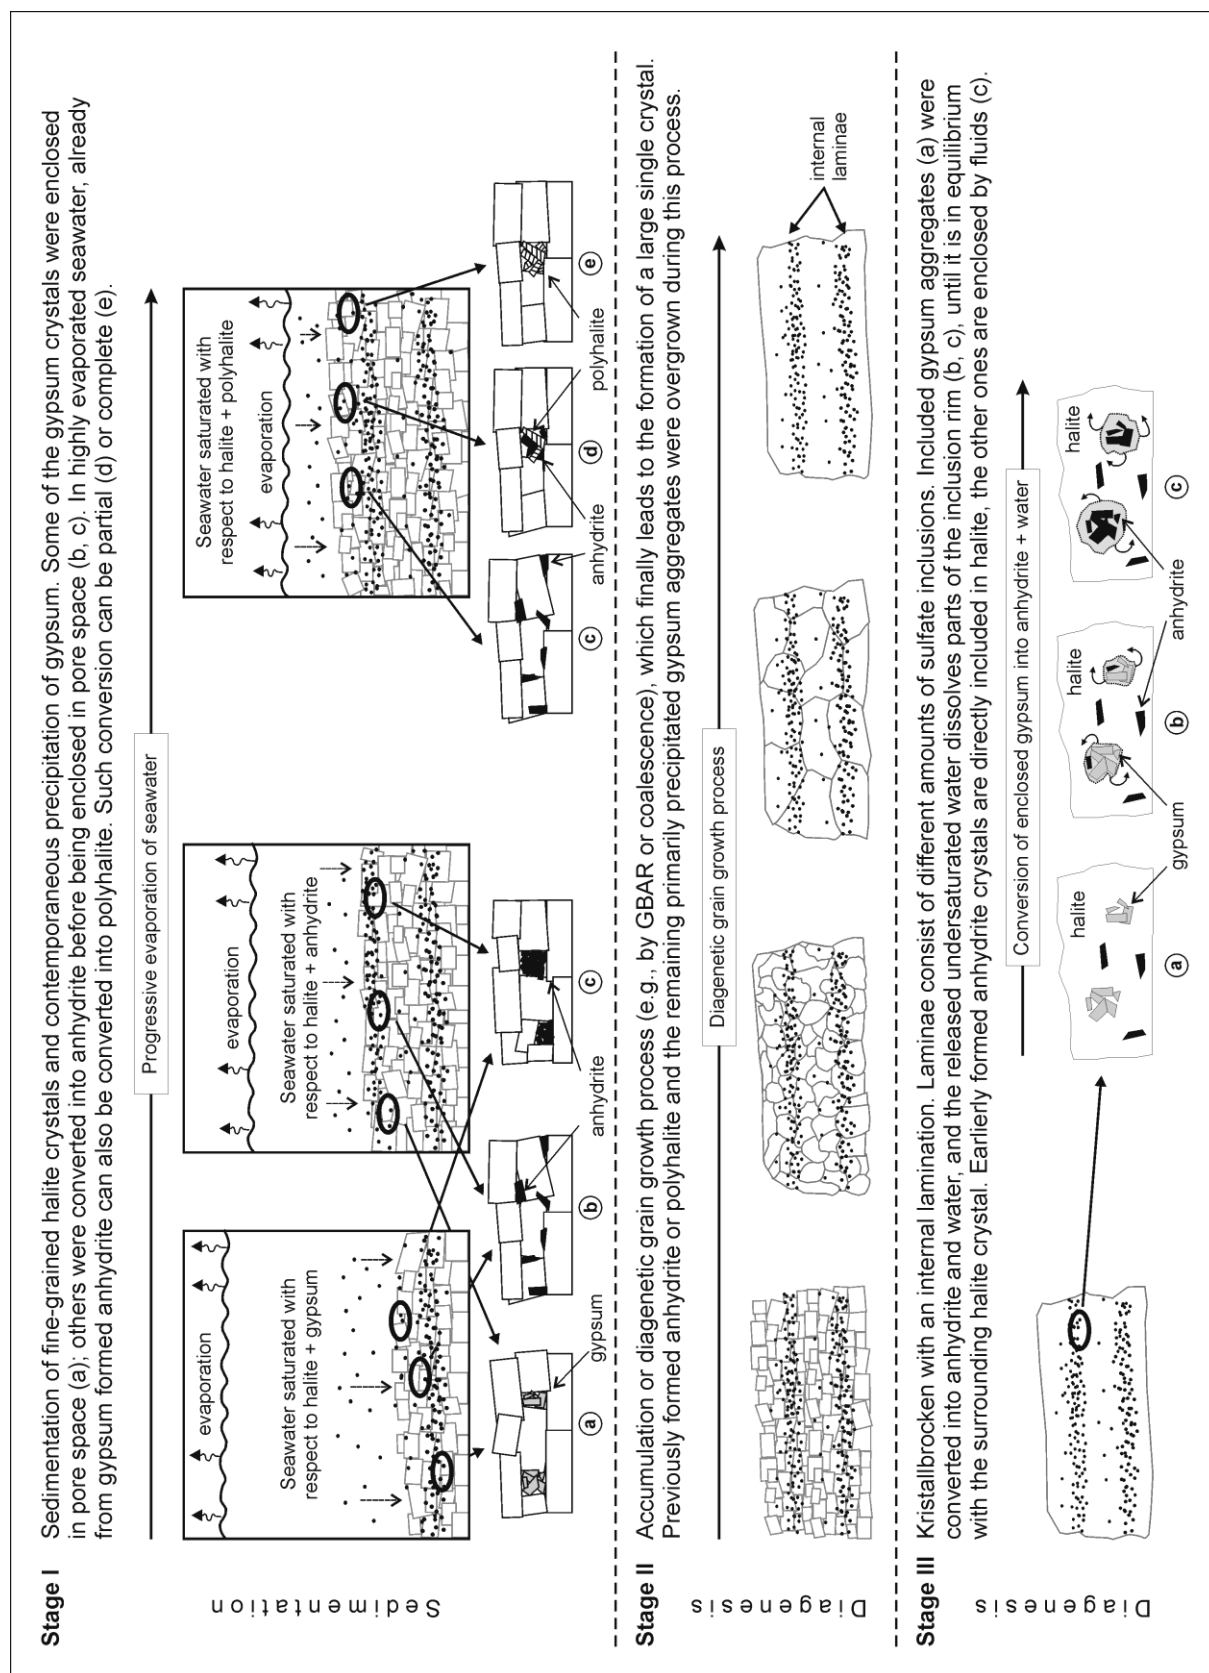 Stage I
Sedimentation of fine-grained halite crystals and contemporaneous precipitation of gypsum. Some of the gypsum crystals were enclosed
in pore space (a); others were converted into anhydrite before being enclosed in pore space (b, c). In highly evaporated seawater, already
from gypsum formed anhydrite can also be converted into polyhalite. Such conversion can be partial (d) or complete (e).
Progressive evaporation of seawater
Sedimentation
evaporation
Seawater saturated with
respect to halite + gypsum
evaporation
Seawater saturated with
respect to halite + anhydrite
Seawater saturated with
respect to halite + polyhalite
evaporation
a
gypsum
b
anhydrite
c
c
anhydrite
d
polyhalite
e
Stage II
Accumulation or diagenetic grain growth process (e.g., by GBAR or coalescence), which finally leads to the formation of a large single crystal.
Previously formed anhydrite or polyhalite and the remaining primarily precipitated gypsum aggregates were overgrown during this process.
Diagenetic grain growth process
Diagenesis
internal
laminae
Stage III
Kristallbrocken with an internal lamination. Laminae consist of different amounts of sulfate inclusions. Included gypsum aggregates (a) were
converted into anhydrite and water, and the released undersaturated water dissolves parts of the inclusion rim (b, c), until it is in equilibrium
with the surrounding halite crystal. Earlierly formed anhydrite crystals are directly included in halite, the other ones are enclosed by fluids (c).
Conversion of enclosed gypsum into anhydrite + water
Diagenesis
halite
halite
halite
a
b
c
gypsum
anhydrite